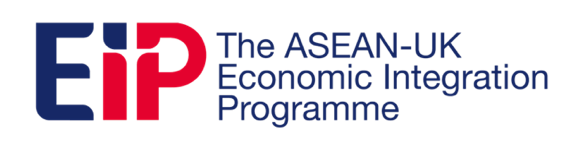 EiP
The ASEAN-UK
Economic Integration
Programme